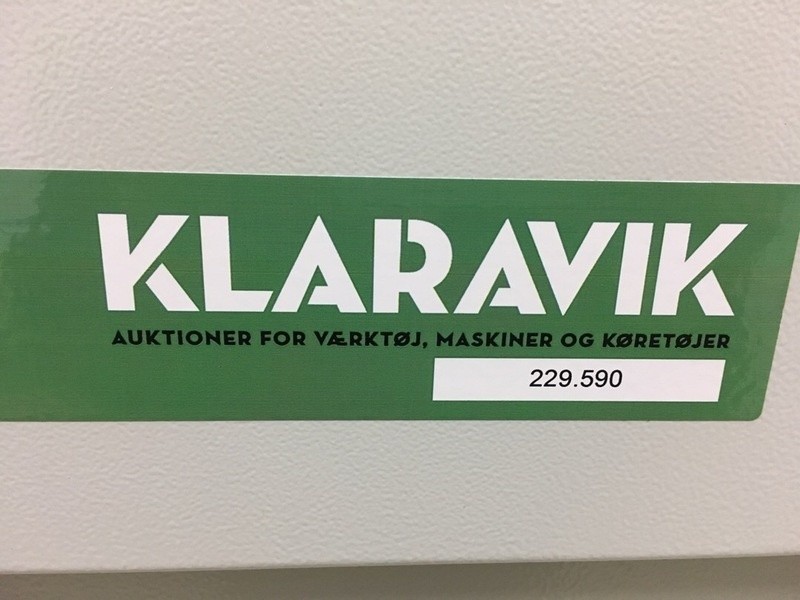 KLARAVIK
AUKTIONER FOR VÆRKTØJ, MASKINER OG KØRETØJER
229.590